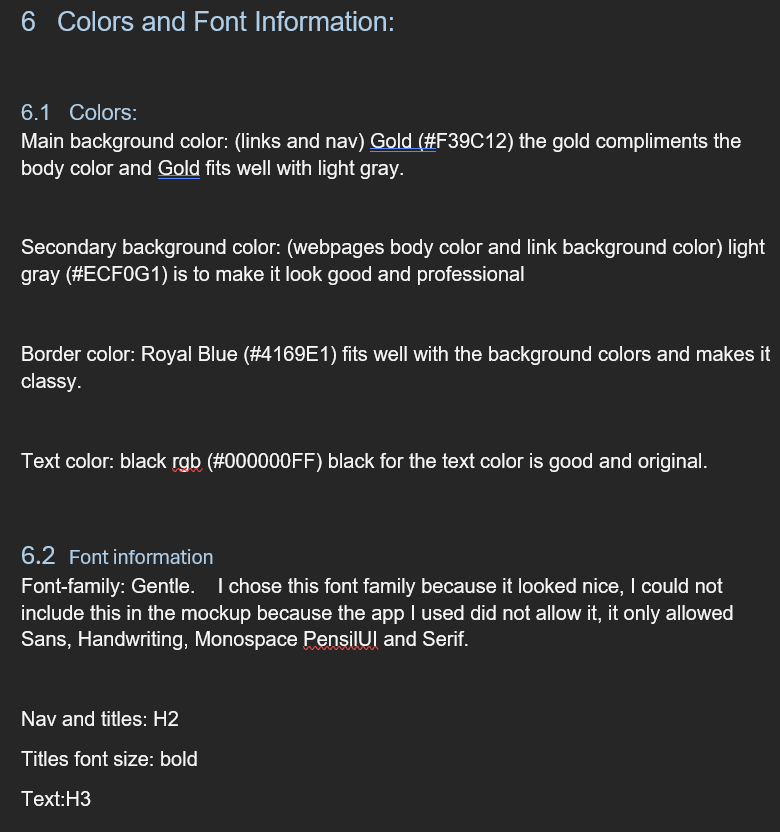 6 Colors and Font Information:
6.1 Colors:
Main background color: (links and nav) Gold (#F39C12) the gold compliments the
body color and Gold fits well with light gray.
Secondary background color: (webpages body color and link background color) light
gray (#ECF0G1) is to make it look good and professional
Border color: Royal Blue (#4169E1) fits well with the background colors and makes it
classy.
Text color: black rgb (#000000FF) black for the text color is good and original.
6.2 Font information
Font-family: Gentle. I chose this font family because it looked nice, I could not
include this in the mockup because the app I used did not allow it, it only allowed
Sans, Handwriting, Monospace PensilUI and Serif.
Nav and titles: H2
Titles font size: bold
Text:H3